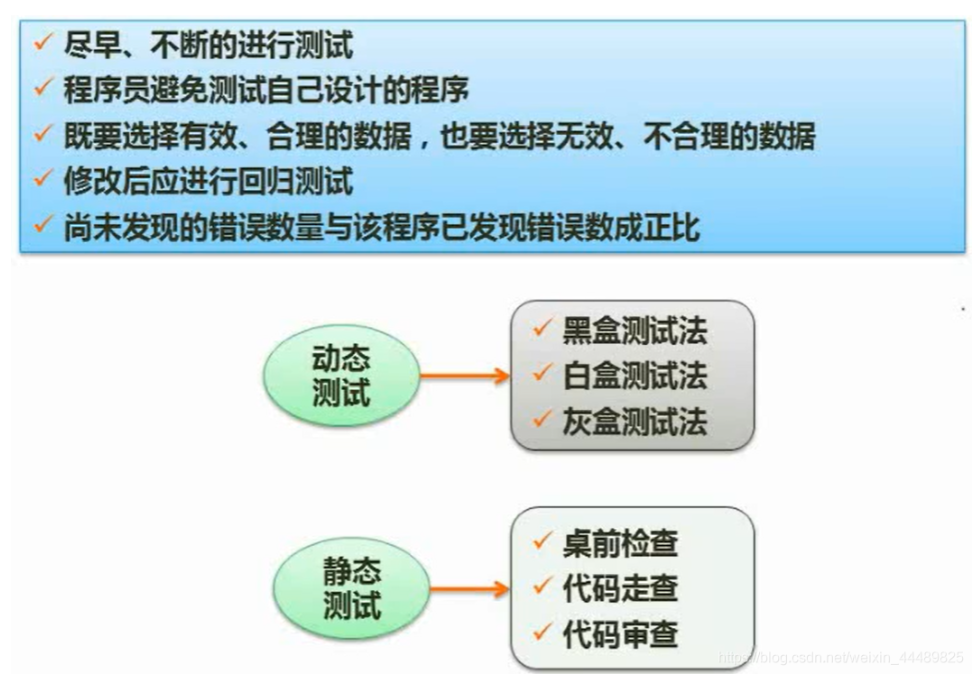 尽早、不断的进行测试
程序员避免测试自己设计的程序
既要选择有效、合理的数据，也要选择无效、不合理的数据
修改后应进行回归测试
尚未发现的错误数量与该程序已发现错误数成正比
动态
测试
黑盒测试法
白盒测试法
灰盒测试法
静态
测试
桌前检查
代码走查
代码审查
https://blog.csdn.net/weixin_44489825